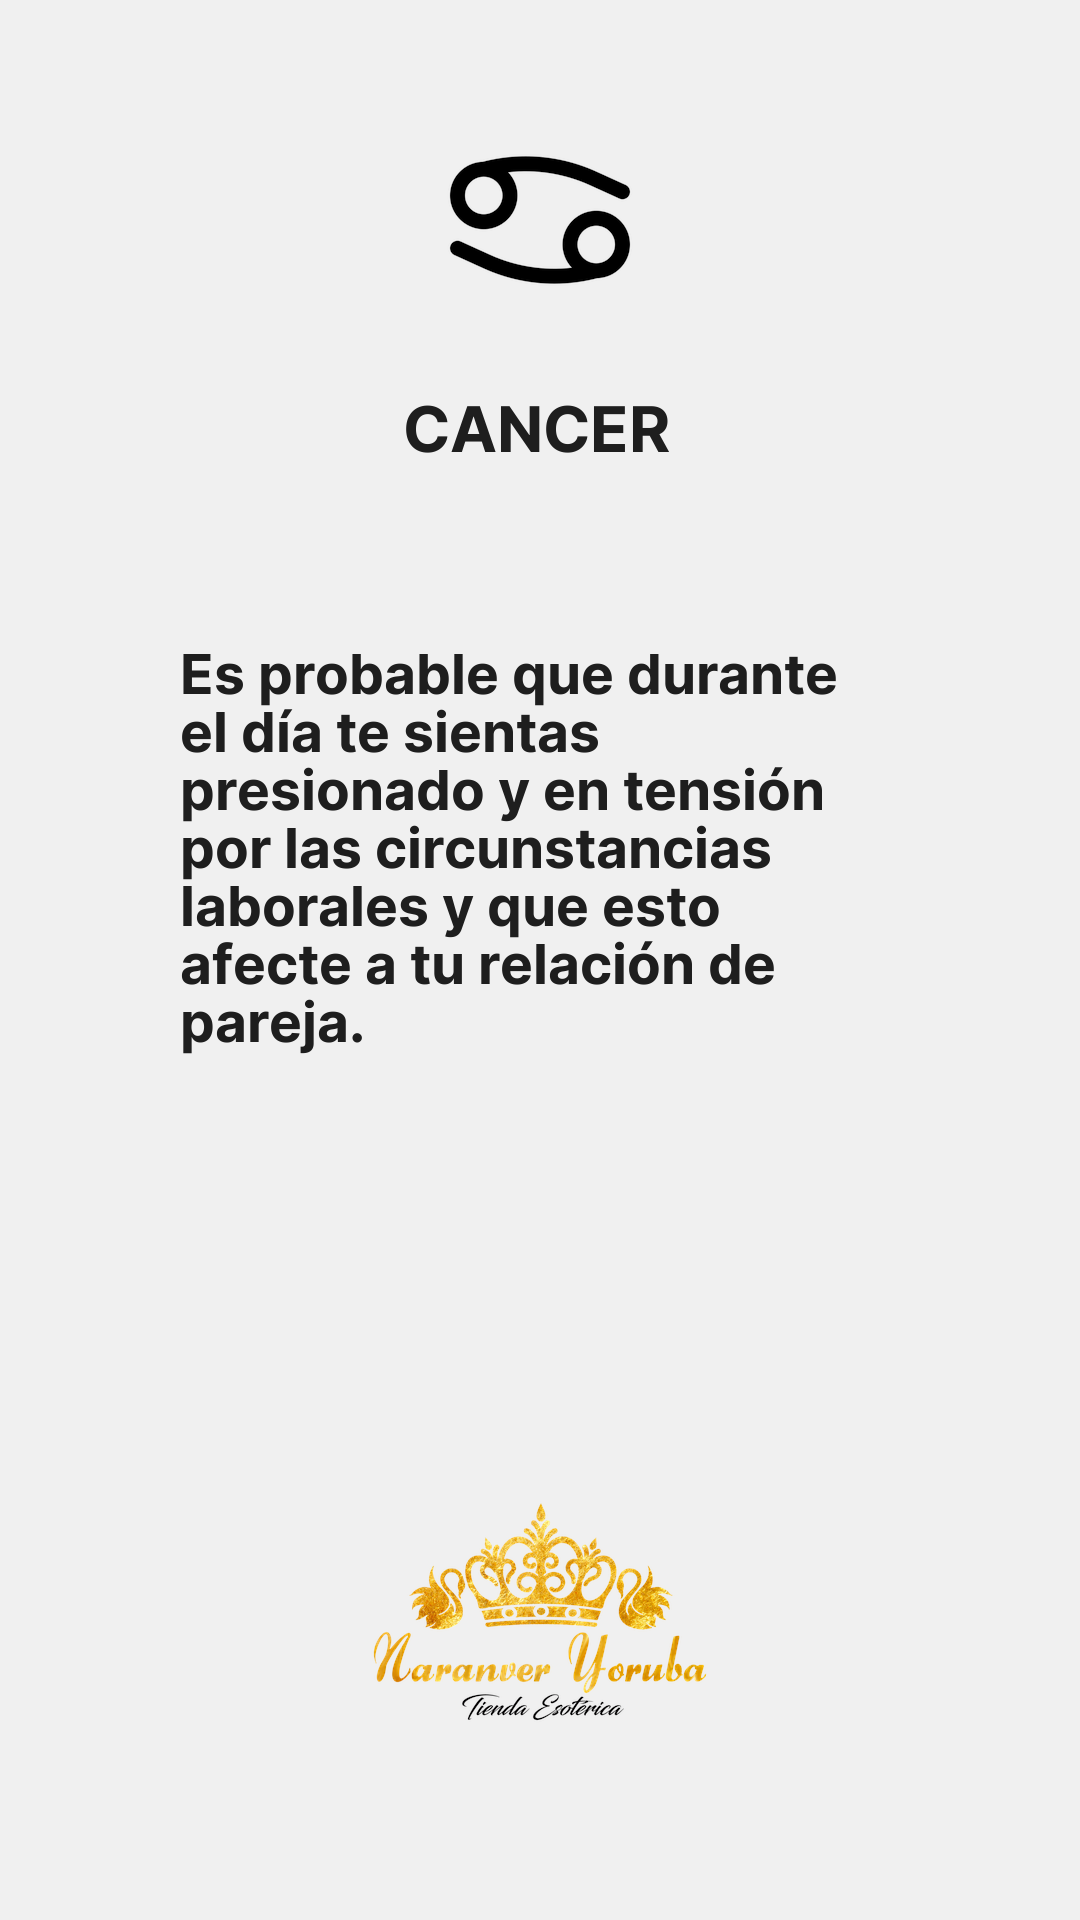 CANCER
Es probable que durante
el día te sientas
presionado y en tensión
por las circunstancias
laborales y que esto
afecte a tu relación de
pareja.
Naranver Yoruba
Tienda Esotérica